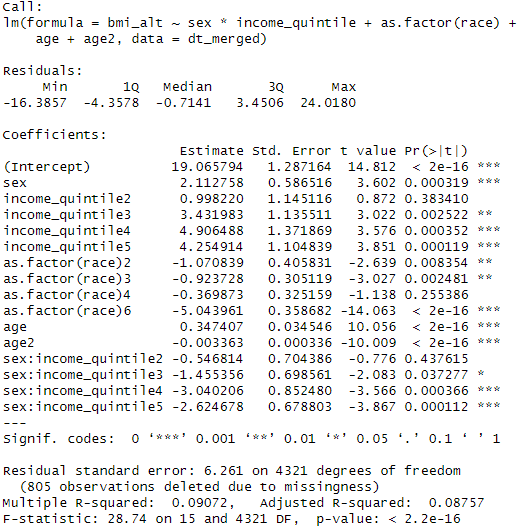 Call:
lm(formula = bmi_alt ~ sex * income_quintile + as.factor(race) +
    age + age2, data = dt_merged)
Residuals:
     Min       1Q   Median       3Q      Max
-16.3857  -4.3578  -0.7141   3.4506  24.0180
Coefficients:
                      Estimate Std. Error t value Pr(>|t|)
(Intercept)          19.065794   1.287164  14.812  < 2e-16 ***
sex                   2.112758   0.586516   3.602 0.000319 ***
income_quintile2      0.998220   1.145116   0.872 0.383410
income_quintile3      3.431983   1.135511   3.022 0.002522 **
income_quintile4      4.906488   1.371869   3.576 0.000352 ***
income_quintile5      4.254914   1.104839   3.851 0.000119 ***
as.factor(race)2     -1.070839   0.405831  -2.639 0.008354 **
as.factor(race)3     -0.923728   0.305119  -3.027 0.002481 **
as.factor(race)4     -0.369873   0.325159  -1.138 0.255386
as.factor(race)6     -5.043961   0.358682 -14.063  < 2e-16 ***
age                   0.347407   0.034546  10.056  < 2e-16 ***
age2                 -0.003363   0.000336 -10.009  < 2e-16 ***
sex:income_quintile2 -0.546814   0.704386  -0.776 0.437615
sex:income_quintile3 -1.455356   0.698561  -2.083 0.037277 *
sex:income_quintile4 -3.040206   0.852480  -3.566 0.000366 ***
sex:income_quintile5 -2.624678   0.678803  -3.867 0.000112 ***
---
Signif. codes:  0 ‘***’ 0.001 ‘**’ 0.01 ‘*’ 0.05 ‘.’ 0.1 ‘ ’ 1
Residual standard error: 6.261 on 4321 degrees of freedom
  (805 observations deleted due to missingness)
Multiple R-squared:  0.09072,   Adjusted R-squared:  0.08757
F-statistic: 28.74 on 15 and 4321 DF,  p-value: < 2.2e-16